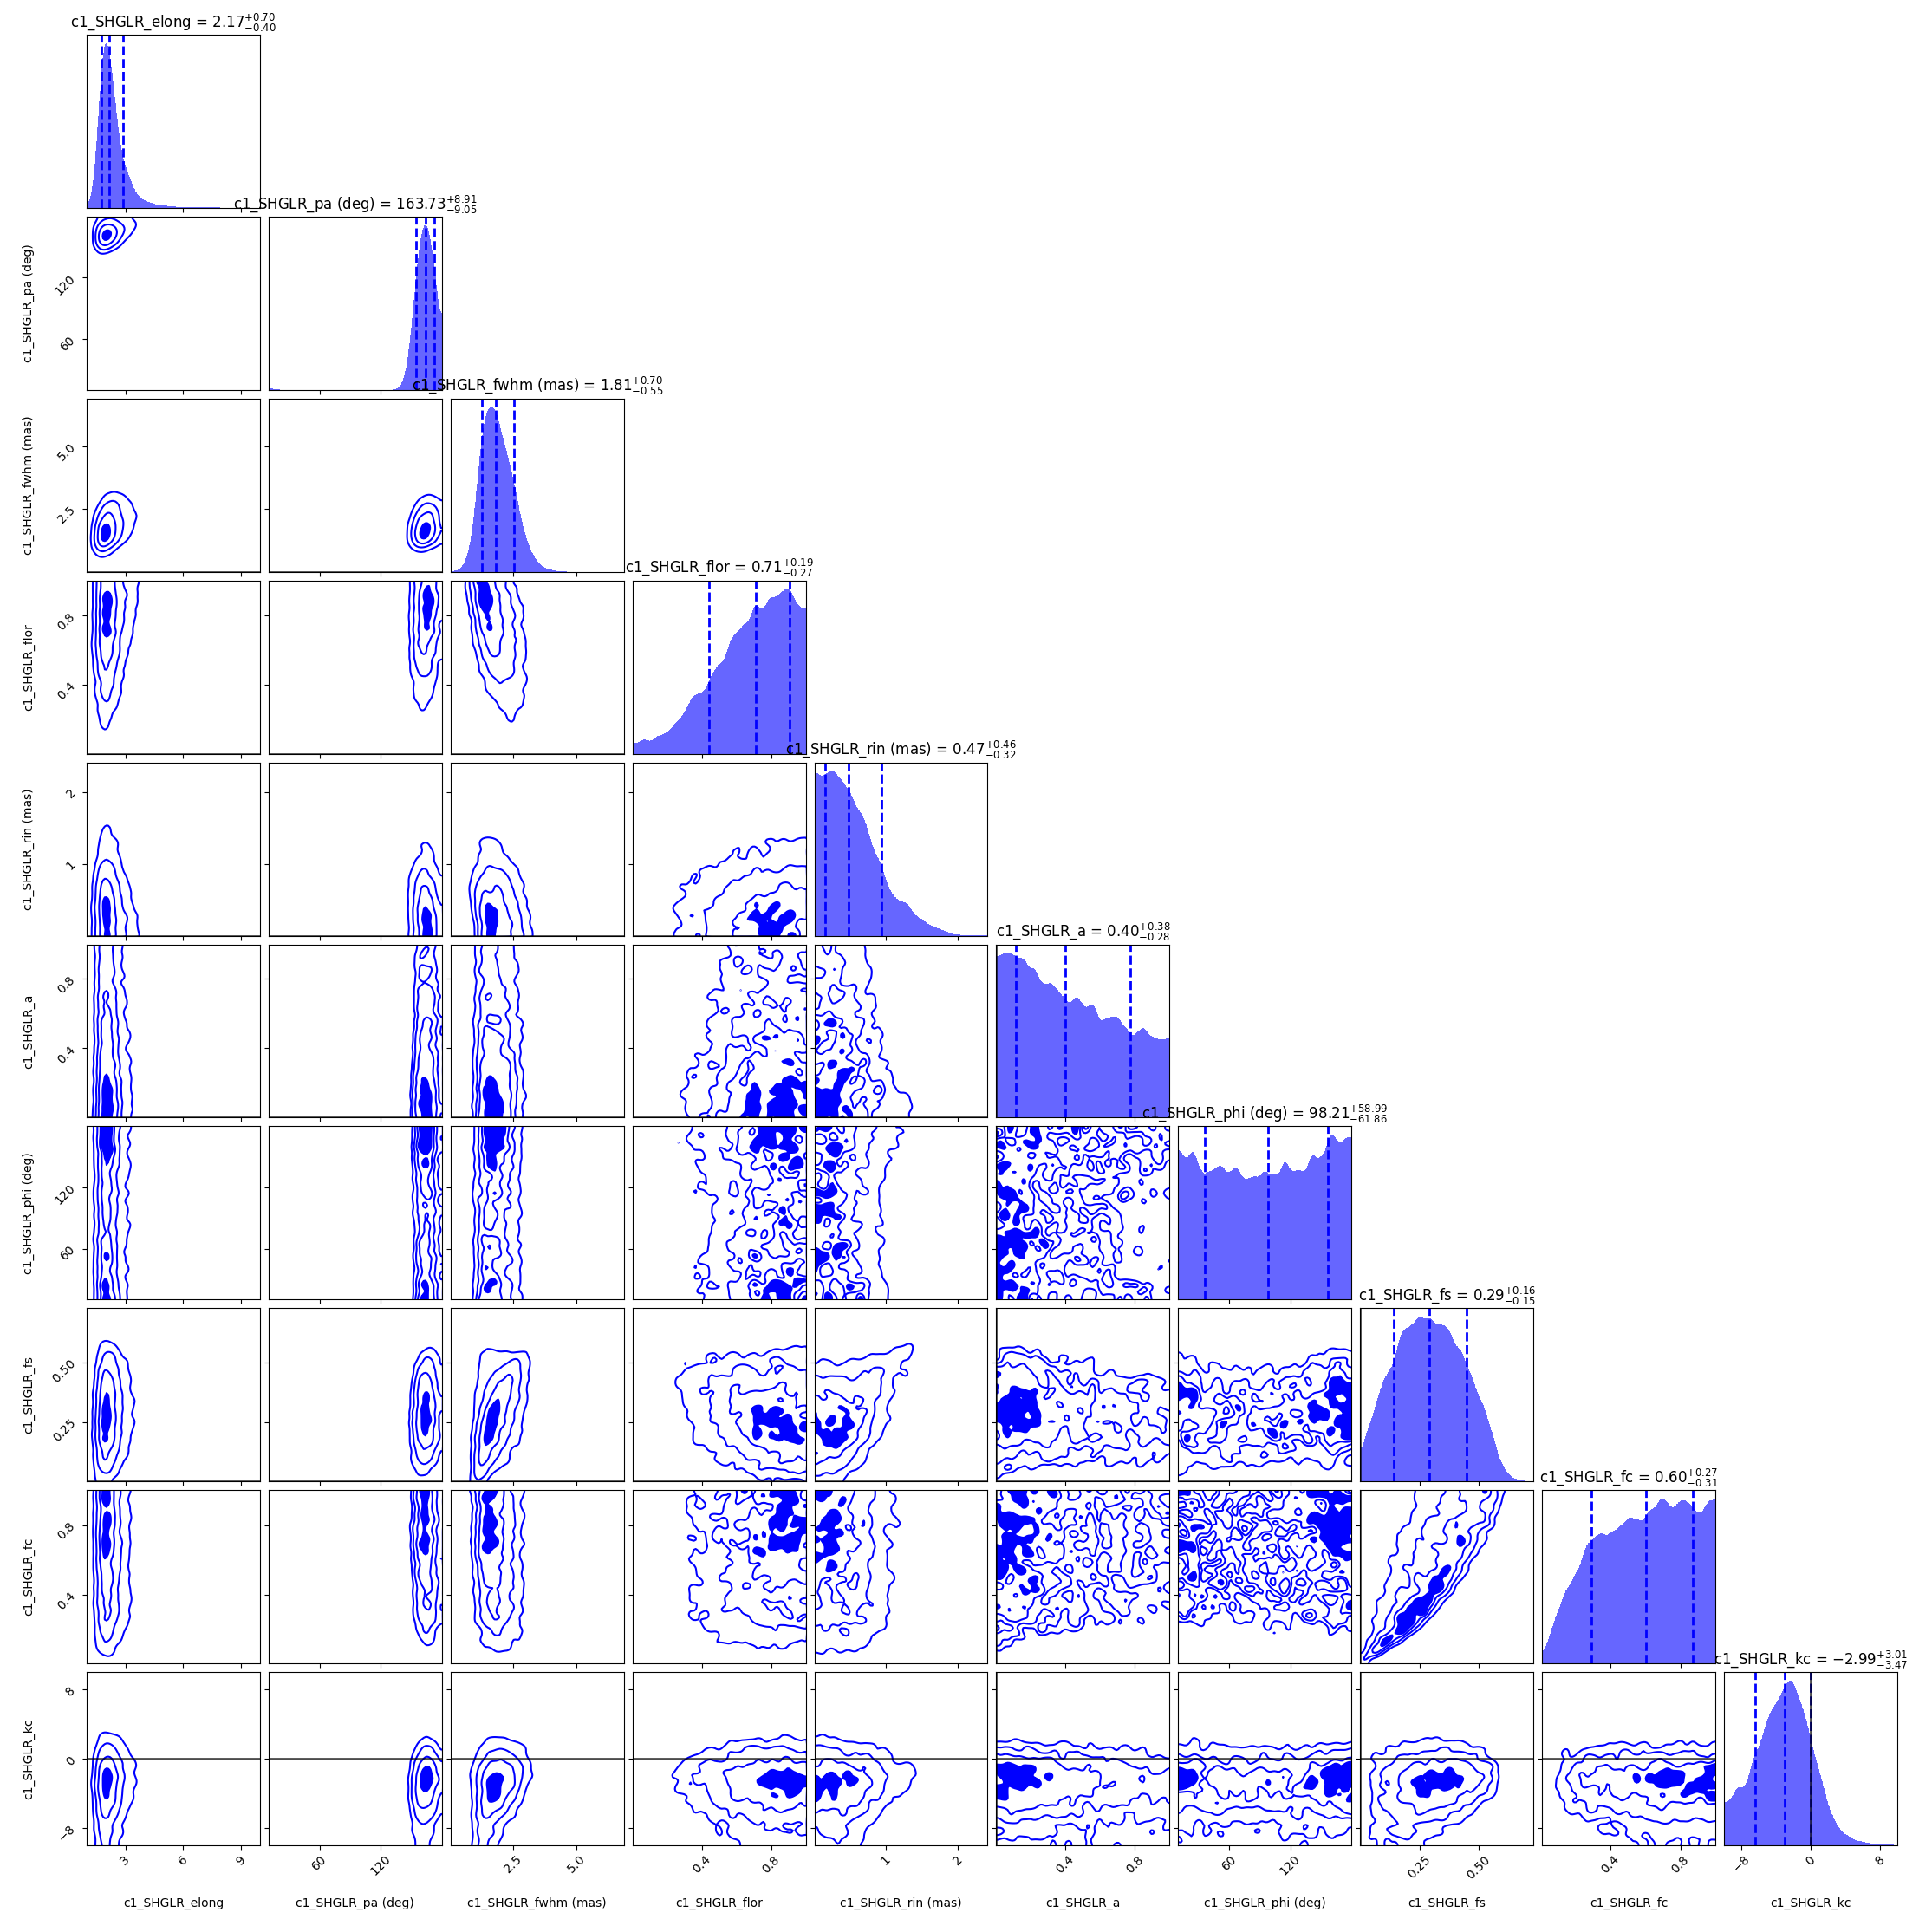 c1_SHGLR_elong = 2.17+0.70−0.40
c1_SHGLR_pa (deg) = 163.73+8.91−9.05
c1_SHGLR_pa (deg)
120
60
c1_SHGLR_fwhm (mas) = 1.81+0.70−0.55
c1_SHGLR_fwhm (mas)
5.0
2.5
c1_SHGLR_flor = 0.71+0.19−0.27
c1_SHGLR_flor
0.8
0.4
c1_SHGLR_rin (mas) = 0.47+0.46−0.32
c1_SHGLR_rin (mas)
2
1
c1_SHGLR_a = 0.40+0.38−0.28
c1_SHGLR_a
0.8
0.4
c1_SHGLR_phi (deg) = 98.21+58.99−61.86
c1_SHGLR_phi (deg)
120
60
c1_SHGLR_fs = 0.29+0.16−0.15
c1_SHGLR_fs
0.50
0.25
c1_SHGLR_fc = 0.60+0.27−0.31
c1_SHGLR_fc
0.8
0.4
c1_SHGLR_kc = −2.99+3.01−3.47
c1_SHGLR_kc
8
0
−8
3 6 9 60 120 2.5 5.0 0.4 0.8 1 2 0.4 0.8 60 120 0.25 0.50 0.4 0.8 −8 0 8
c1_SHGLR_elong c1_SHGLR_pa (deg) c1_SHGLR_fwhm (mas) c1_SHGLR_flor c1_SHGLR_rin (mas) c1_SHGLR_a c1_SHGLR_phi (deg) c1_SHGLR_fs c1_SHGLR_fc c1_SHGLR_kc